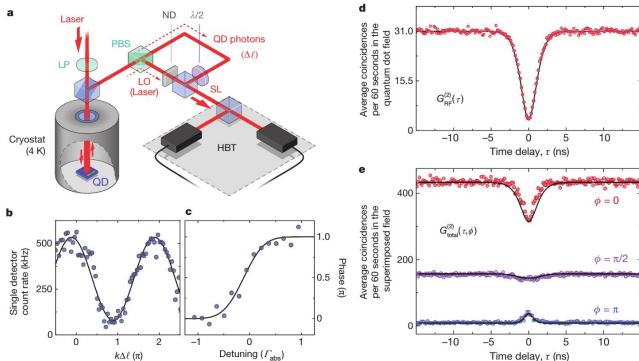 a
Laser
LP
PBS
ND
λ/2
QD photons
(Δℓ)
LO
(Laser)
SL
Cryostat
(4 K)
QD
HBT
b
Single detector
count rate (kHz)
500
250
0
0
1
2
kΔℓ (π)
c
1.0
0.5
0
Phase (π)
−1
0
1
Detuning (Γabs)
d
Average coincidences
per 60 seconds in the
quantum dot field
31.0
15.5
0
G(2)RF(τ)
−10
−5
0
5
10
Time delay, τ (ns)
e
Average coincidences
per 60 seconds in the
superimposed field
400
200
0
ϕ = 0
G(2)total(τ,ϕ)
ϕ = π/2
ϕ = π
−10
−5
0
5
10
Time delay, τ (ns)